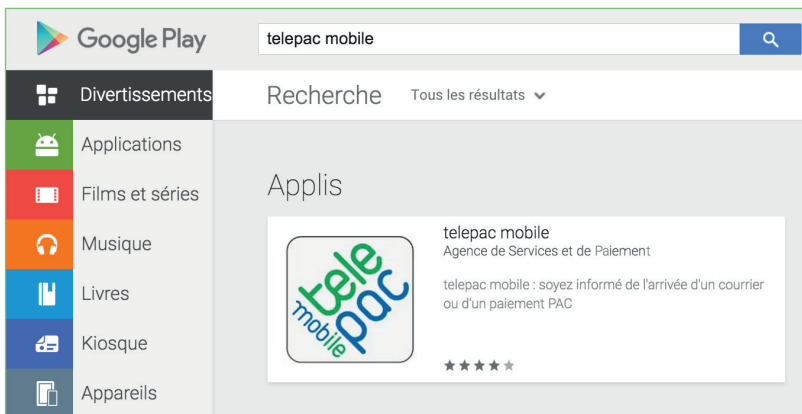 Google Play
telepac mobile
Divertissements
Recherche
Tous les résultats
Applications
Films et séries
Musique
Livres
Kiosque
Appareils
Applis
tele
pac
mobile
telepac mobile
Agence de Services et de Paiement
telepac mobile : soyez informé de l'arrivée d'un courrier
ou d'un paiement PAC